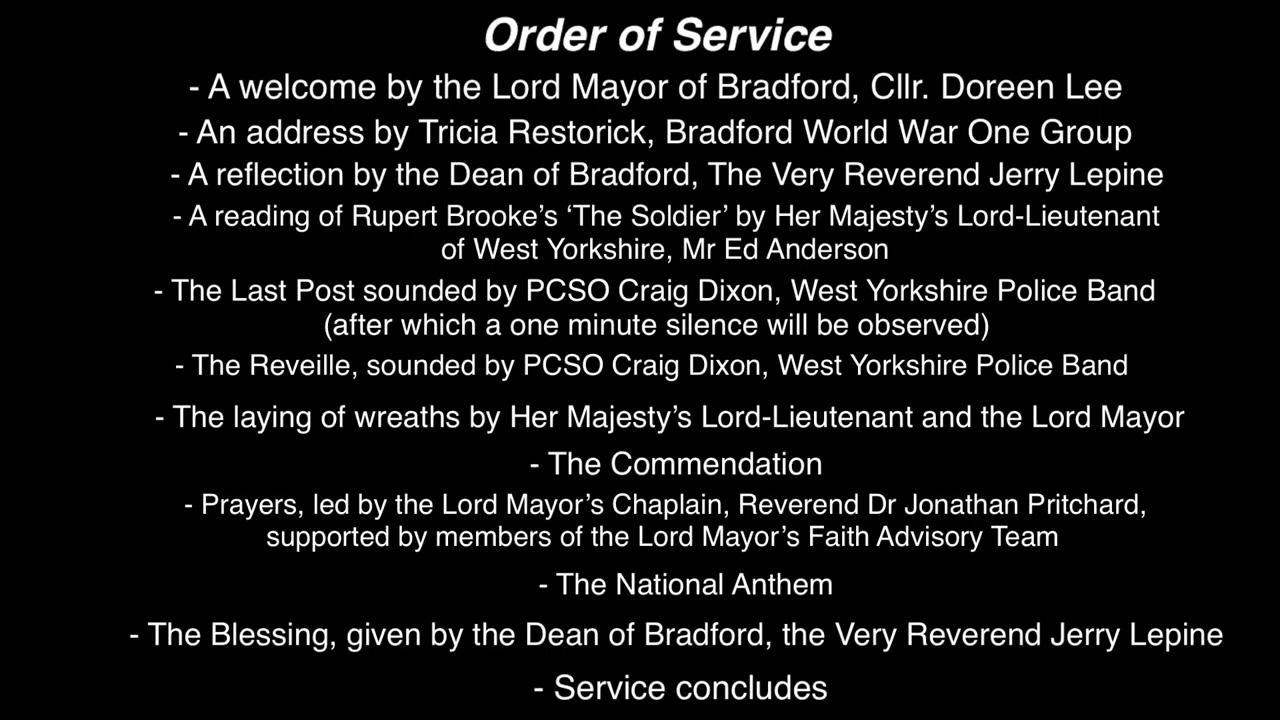 Order of Service
- A welcome by the Lord Mayor of Bradford, Cllr. Doreen Lee
- An address by Tricia Restorick, Bradford World War One Group
- A reflection by the Dean of Bradford, The Very Reverend Jerry Lepine
- A reading of Rupert Brooke’s ‘The Soldier’ by Her Majesty’s Lord-Lieutenant
of West Yorkshire, Mr Ed Anderson
- The Last Post sounded by PCSO Craig Dixon, West Yorkshire Police Band
(after which a one minute silence will be observed)
- The Reveille, sounded by PCSO Craig Dixon, West Yorkshire Police Band
- The laying of wreaths by Her Majesty’s Lord-Lieutenant and the Lord Mayor
- The Commendation
- Prayers, led by the Lord Mayor’s Chaplain, Reverend Dr Jonathan Pritchard,
supported by members of the Lord Mayor’s Faith Advisory Team
- The National Anthem
- The Blessing, given by the Dean of Bradford, the Very Reverend Jerry Lepine
- Service concludes